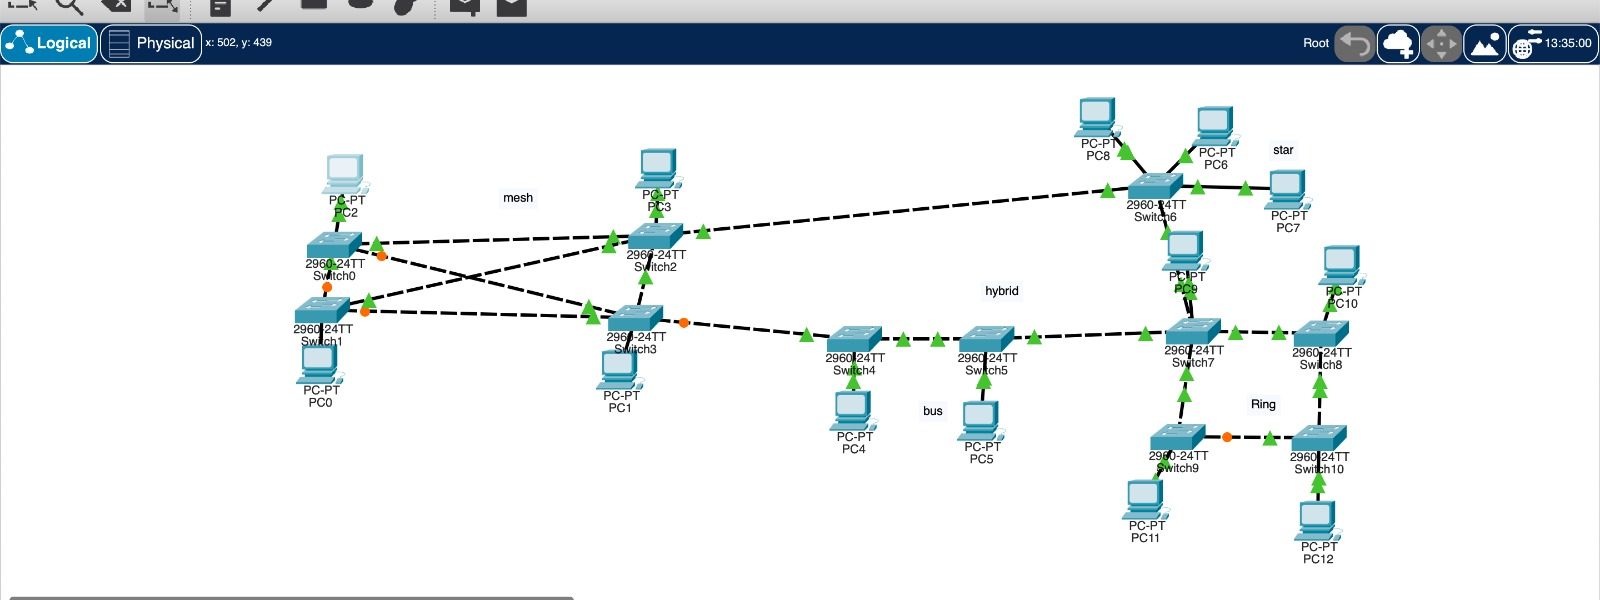 Logical
Physical
x: 502, y: 439
Root
13:35:00
PC-PT
PC8
PC-PT
PC6
star
PC-PT
PC7
2960-24TT
Switch6
mesh
PC-PT
PC2
PC-PT
PC3
2960-24TT
Switch0
2960-24TT
Switch2
PC-PT
PC9
PC-PT
PC10
hybrid
2960-24TT
Switch1
2960-24TT
Switch3
2960-24TT
Switch4
2960-24TT
Switch5
2960-24TT
Switch7
2960-24TT
Switch8
PC-PT
PC0
PC-PT
PC1
bus
Ring
PC-PT
PC4
PC-PT
PC5
2960-24TT
Switch9
2960-24TT
Switch10
PC-PT
PC11
PC-PT
PC12